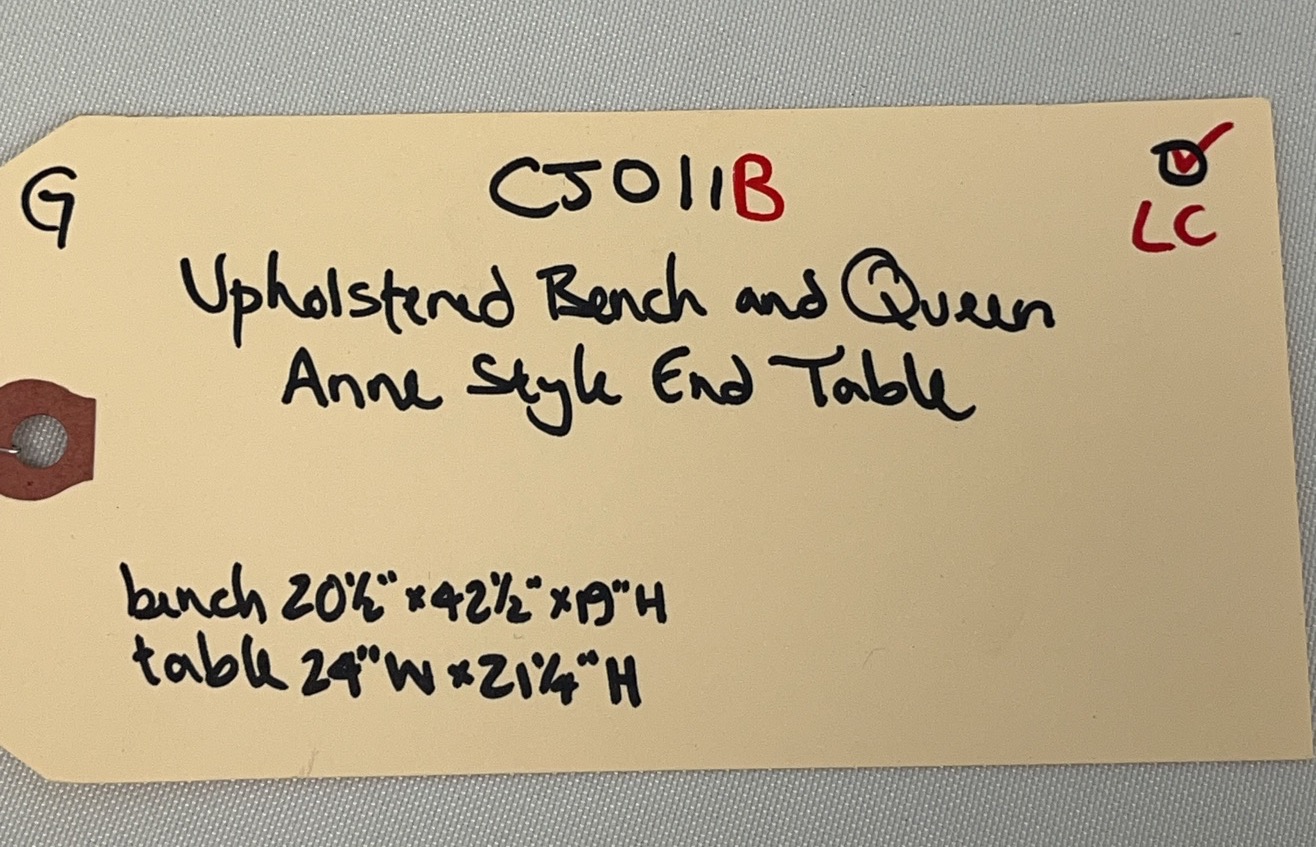 G
CJ011B
LC
Upholstered Bench and Queen
Anne Style End Table
bench 20½" x 42½" x 19" H
table 24" W x 21¼" H